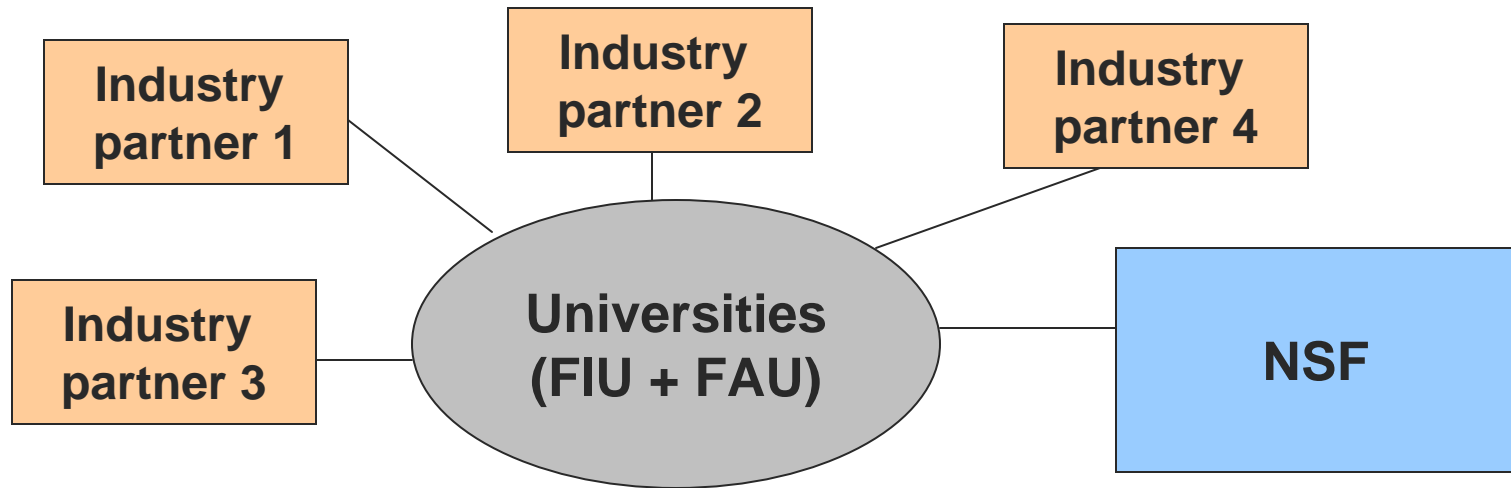 Industry
partner 1
Industry
partner 2
Industry
partner 4
Industry
partner 3
Universities
(FIU + FAU)
NSF